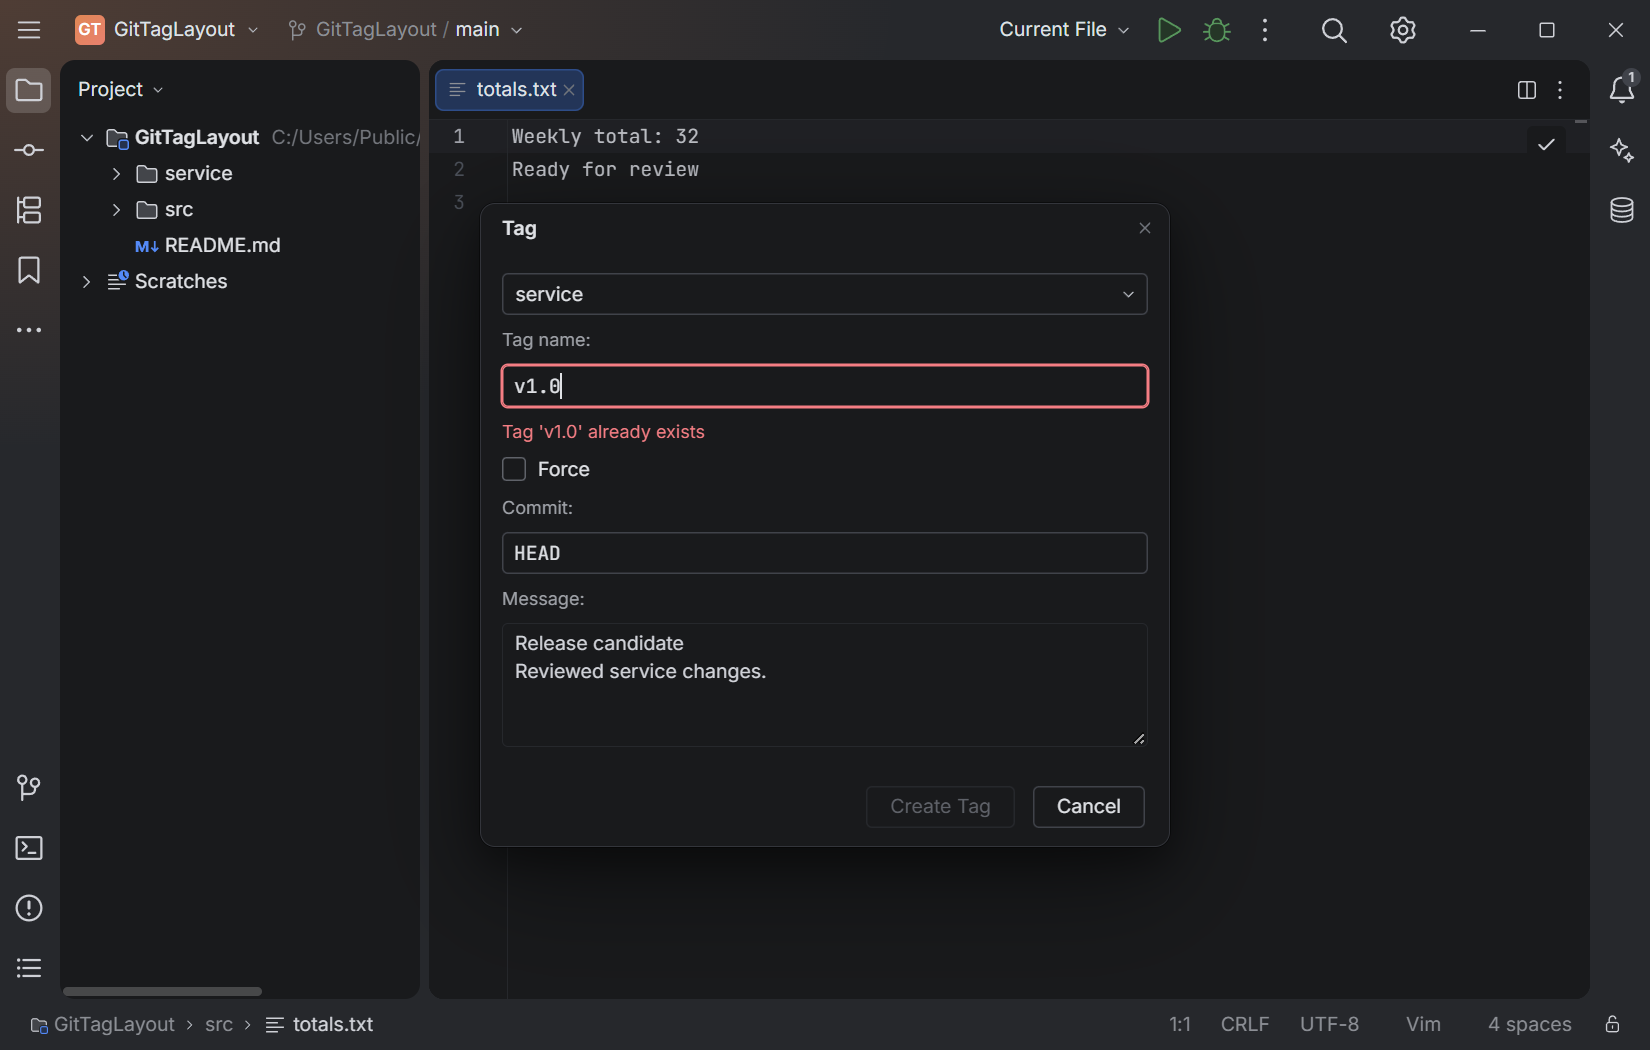 GT GitTagLayout GitTagLayout / main Current File
Project
totals.txt
1
GitTagLayout C:/Users/Public/
service
src
M↓ README.md
Scratches
1 Weekly total: 32
2 Ready for review
3
Tag
service
Tag name:
v1.0
Tag 'v1.0' already exists
Force
Commit:
HEAD
Message:
Release candidate
Reviewed service changes.
Create Tag Cancel
GitTagLayout › src › totals.txt 1:1 CRLF UTF-8 Vim 4 spaces